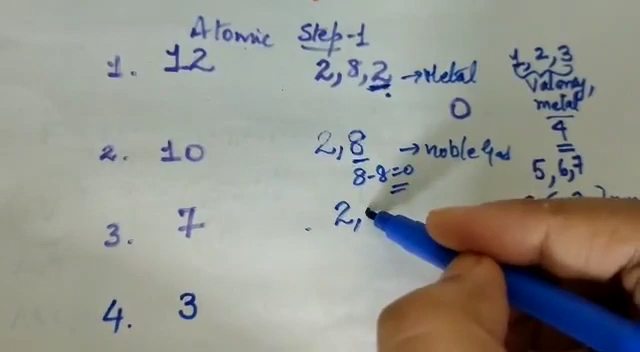 Atomic Step-1
1. 12 2, 8, 2 → Metal 1, 2, 3
Valency,
metal
0
4
2. 10 2, 8 → noble Gas
8-8=0
5, 6, 7
3. 7 2,
4. 3